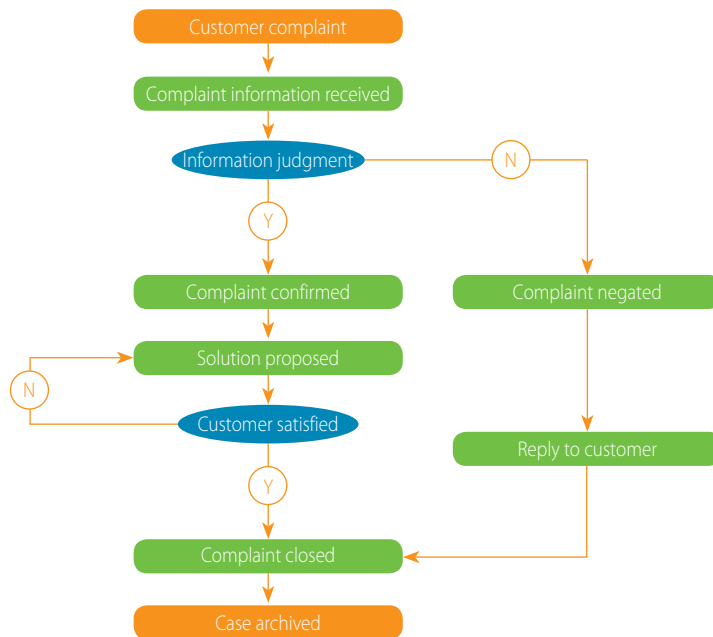 Customer complaint
Complaint information received
Information judgment
N
Y
Complaint confirmed
Complaint negated
Solution proposed
N
Customer satisfied
Reply to customer
Y
Complaint closed
Case archived